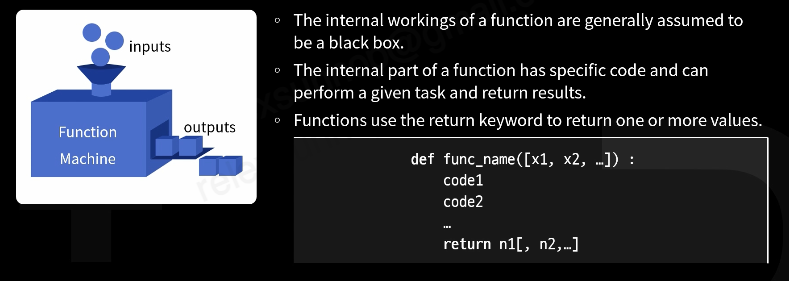 inputs
Function
Machine
outputs
◦ The internal workings of a function are generally assumed to
be a black box.
◦ The internal part of a function has specific code and can
perform a given task and return results.
◦ Functions use the return keyword to return one or more values.
def func_name([x1, x2, …]) :
code1
code2
…
return n1[, n2,…]